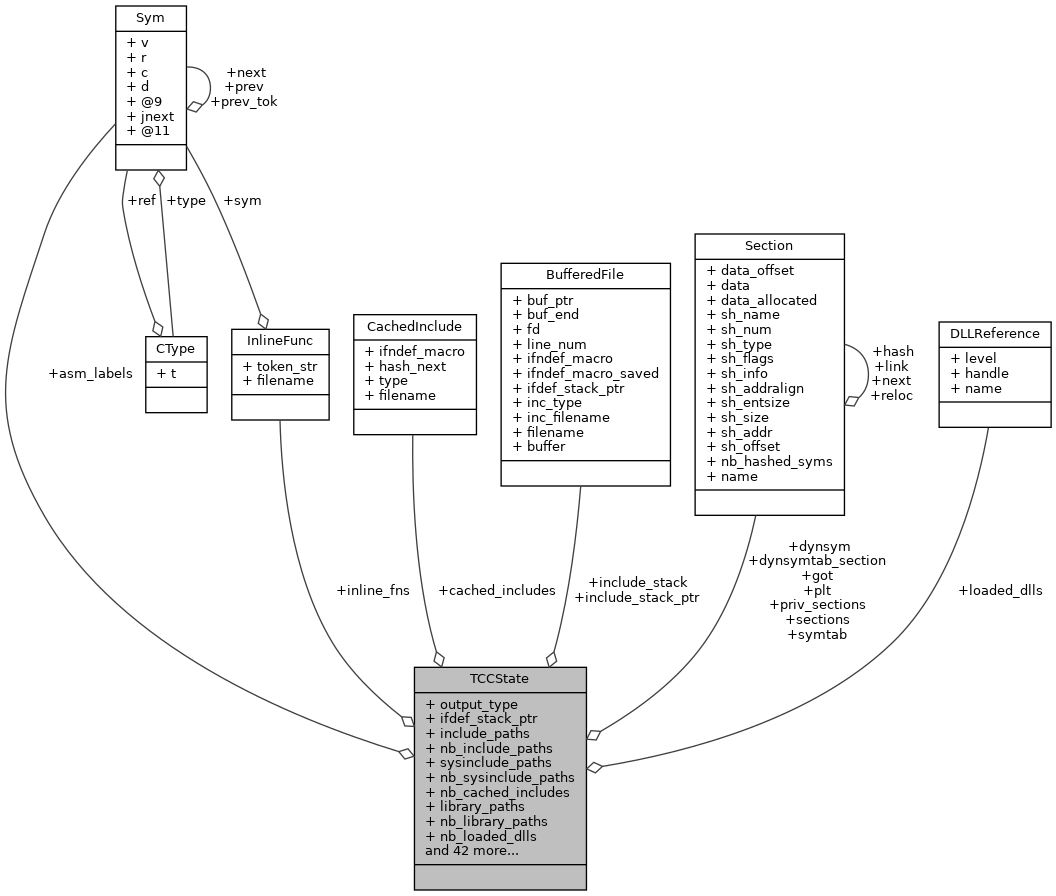 Sym
+ v
+ r
+ c
+ d
+ @9
+ jnext
+ @11
+next
+prev
+prev_tok
+ref
+type
+sym
+asm_labels
CType
+ t
InlineFunc
+ token_str
+ filename
CachedInclude
+ ifndef_macro
+ hash_next
+ type
+ filename
BufferedFile
+ buf_ptr
+ buf_end
+ fd
+ line_num
+ ifndef_macro
+ ifndef_macro_saved
+ ifdef_stack_ptr
+ inc_type
+ inc_filename
+ filename
+ buffer
Section
+ data_offset
+ data
+ data_allocated
+ sh_name
+ sh_num
+ sh_type
+ sh_flags
+ sh_info
+ sh_addralign
+ sh_entsize
+ sh_size
+ sh_addr
+ sh_offset
+ nb_hashed_syms
+ name
+hash
+link
+next
+reloc
DLLReference
+ level
+ handle
+ name
+inline_fns
+cached_includes
+include_stack
+include_stack_ptr
+dynsym
+dynsymtab_section
+got
+plt
+priv_sections
+sections
+symtab
+loaded_dlls
TCCState
+ output_type
+ ifdef_stack_ptr
+ include_paths
+ nb_include_paths
+ sysinclude_paths
+ nb_sysinclude_paths
+ nb_cached_includes
+ library_paths
+ nb_library_paths
+ nb_loaded_dlls
and 42 more...